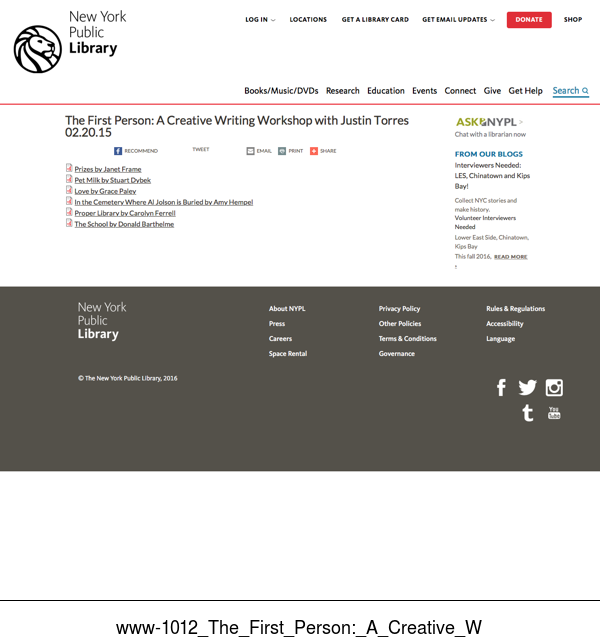 New York
Public
Library
LOG IN
LOCATIONS
GET A LIBRARY CARD
GET EMAIL UPDATES
DONATE
SHOP
Books/Music/DVDs Research Education Events Connect Give Get Help Search
The First Person: A Creative Writing Workshop with Justin Torres
02.20.15
RECOMMEND
TWEET
EMAIL
PRINT
SHARE
Prizes by Janet Frame
Pet Milk by Stuart Dybek
Love by Grace Paley
In the Cemetery Where Al Jolson is Buried by Amy Hempel
Proper Library by Carolyn Ferrell
The School by Donald Barthelme
ASK NYPL >
Chat with a librarian now
FROM OUR BLOGS
Interviewers Needed:
LES, Chinatown and Kips
Bay!
Collect NYC stories and
make history.
Volunteer Interviewers
Needed
Lower East Side, Chinatown,
Kips Bay
This fall 2016, READ MORE
New York
Public
Library
About NYPL
Press
Careers
Space Rental
Privacy Policy
Other Policies
Terms & Conditions
Governance
Rules & Regulations
Accessibility
Language
© The New York Public Library, 2016
f
t
You Tube
www-1012_The_First_Person:_A_Creative_W